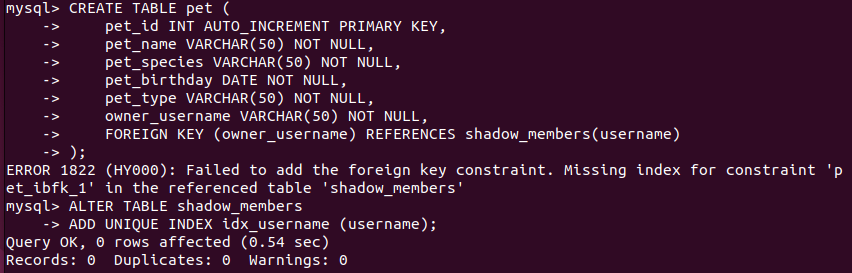 mysql> CREATE TABLE pet (
    ->     pet_id INT AUTO_INCREMENT PRIMARY KEY,
    ->     pet_name VARCHAR(50) NOT NULL,
    ->     pet_species VARCHAR(50) NOT NULL,
    ->     pet_birthday DATE NOT NULL,
    ->     pet_type VARCHAR(50) NOT NULL,
    ->     owner_username VARCHAR(50) NOT NULL,
    ->     FOREIGN KEY (owner_username) REFERENCES shadow_members(username)
    -> );
ERROR 1822 (HY000): Failed to add the foreign key constraint. Missing index for constraint 'p
et_ibfk_1' in the referenced table 'shadow_members'
mysql> ALTER TABLE shadow_members
    -> ADD UNIQUE INDEX idx_username (username);
Query OK, 0 rows affected (0.54 sec)
Records: 0  Duplicates: 0  Warnings: 0